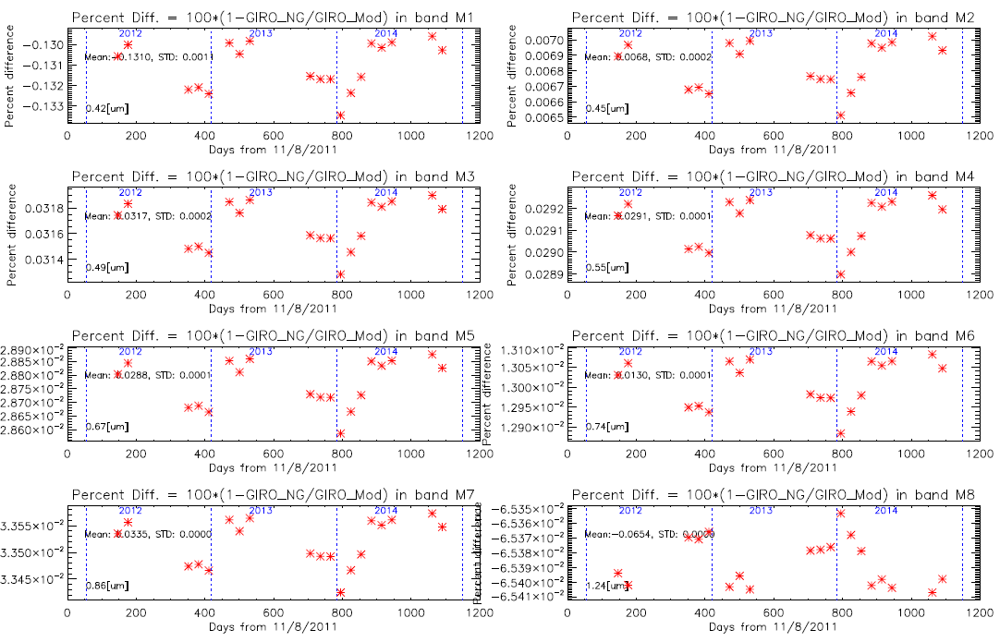 Percent Diff. = 100*(1-GIRO_NG/GIRO_Mod) in band M1
Percent difference
-0.130
-0.131
-0.132
-0.133
2012
2013
2014
Mean:-0.1310, STD: 0.0011
0.42[um]
0 200 400 600 800 1000 1200
Days from 11/8/2011
Percent Diff. = 100*(1-GIRO_NG/GIRO_Mod) in band M2
Percent difference
0.0070
0.0069
0.0068
0.0067
0.0066
0.0065
2012
2013
2014
Mean: 0.0068, STD: 0.0002
0.45[um]
0 200 400 600 800 1000 1200
Days from 11/8/2011
Percent Diff. = 100*(1-GIRO_NG/GIRO_Mod) in band M3
Percent difference
0.0318
0.0316
0.0314
2012
2013
2014
Mean: 0.0317, STD: 0.0002
0.49[um]
0 200 400 600 800 1000 1200
Days from 11/8/2011
Percent Diff. = 100*(1-GIRO_NG/GIRO_Mod) in band M4
Percent difference
0.0292
0.0291
0.0290
0.0289
2012
2013
2014
Mean: 0.0291, STD: 0.0001
0.55[um]
0 200 400 600 800 1000 1200
Days from 11/8/2011
Percent Diff. = 100*(1-GIRO_NG/GIRO_Mod) in band M5
2.890×10⁻²
2.885×10⁻²
2.880×10⁻²
2.875×10⁻²
2.870×10⁻²
2.865×10⁻²
2.860×10⁻²
2012
2013
2014
Mean: 0.0288, STD: 0.0001
0.67[um]
0 200 400 600 800 1000 1200
Days from 11/8/2011
Percent Diff. = 100*(1-GIRO_NG/GIRO_Mod) in band M6
Percent difference
1.310×10⁻²
1.305×10⁻²
1.300×10⁻²
1.295×10⁻²
1.290×10⁻²
2012
2013
2014
Mean: 0.0130, STD: 0.0001
0.74[um]
0 200 400 600 800 1000 1200
Days from 11/8/2011
Percent Diff. = 100*(1-GIRO_NG/GIRO_Mod) in band M7
3.355×10⁻²
3.350×10⁻²
3.345×10⁻²
2012
2013
2014
Mean: 0.0335, STD: 0.0000
0.86[um]
0 200 400 600 800 1000 1200
Days from 11/8/2011
Percent Diff. = 100*(1-GIRO_NG/GIRO_Mod) in band M8
Percent difference
-6.535×10⁻²
-6.536×10⁻²
-6.537×10⁻²
-6.538×10⁻²
-6.539×10⁻²
-6.540×10⁻²
-6.541×10⁻²
2012
2013
2014
Mean:-0.0654, STD: 0.0000
1.24[um]
0 200 400 600 800 1000 1200
Days from 11/8/2011